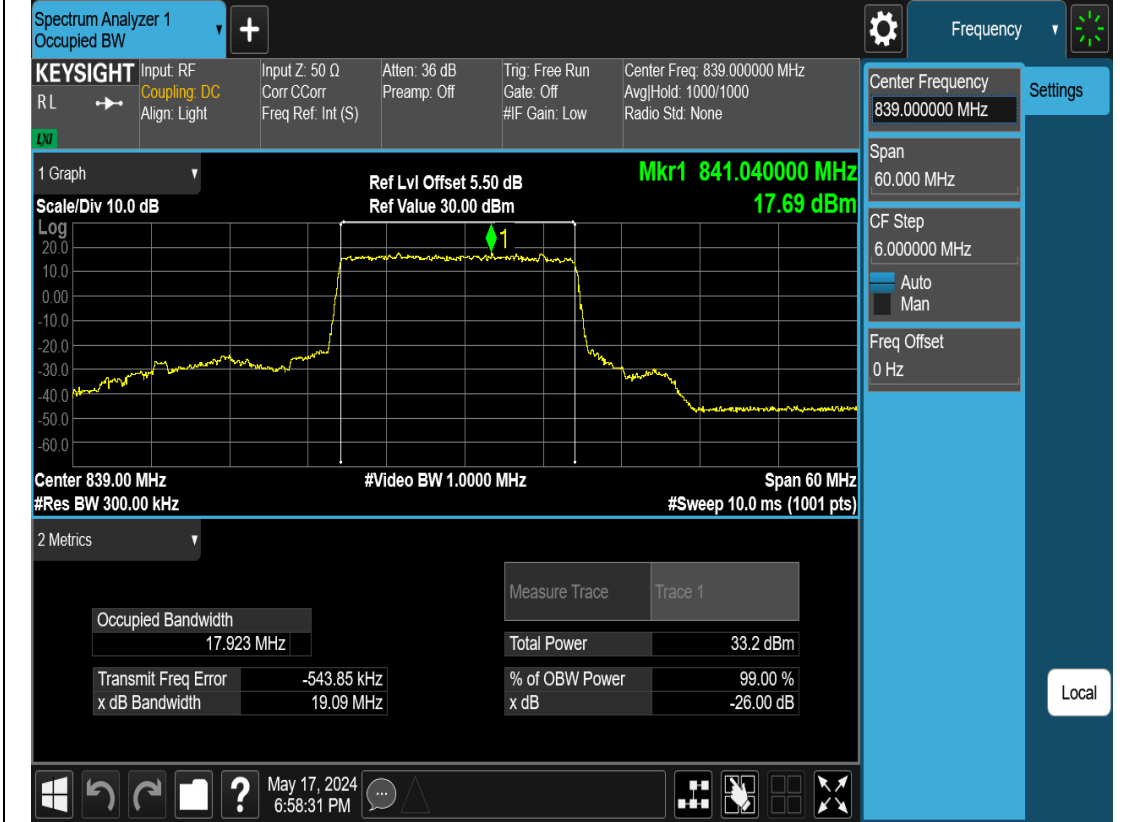 Spectrum Analyzer 1
Occupied BW
+
Frequency
KEYSIGHT
RL
LXI
Input: RF
Coupling: DC
Align: Light
Input Z: 50 Ω
Corr CCorr
Freq Ref: Int (S)
Atten: 36 dB
Preamp: Off
Trig: Free Run
Gate: Off
#IF Gain: Low
Center Freq: 839.000000 MHz
Avg|Hold: 1000/1000
Radio Std: None
Center Frequency
839.000000 MHz
Settings
Span
60.000 MHz
CF Step
6.000000 MHz
Auto
Man
Freq Offset
0 Hz
Local
1 Graph
Scale/Div 10.0 dB
Ref Lvl Offset 5.50 dB
Ref Value 30.00 dBm
Mkr1 841.040000 MHz
17.69 dBm
Log
20.0
10.0
0.00
-10.0
-20.0
-30.0
-40.0
-50.0
-60.0
1
Center 839.00 MHz
#Res BW 300.00 kHz
#Video BW 1.0000 MHz
Span 60 MHz
#Sweep 10.0 ms (1001 pts)
2 Metrics
Measure Trace Trace 1
Occupied Bandwidth
17.923 MHz
Total Power 33.2 dBm
Transmit Freq Error -543.85 kHz
% of OBW Power 99.00 %
x dB Bandwidth 19.09 MHz
x dB -26.00 dB
?
May 17, 2024
6:58:31 PM